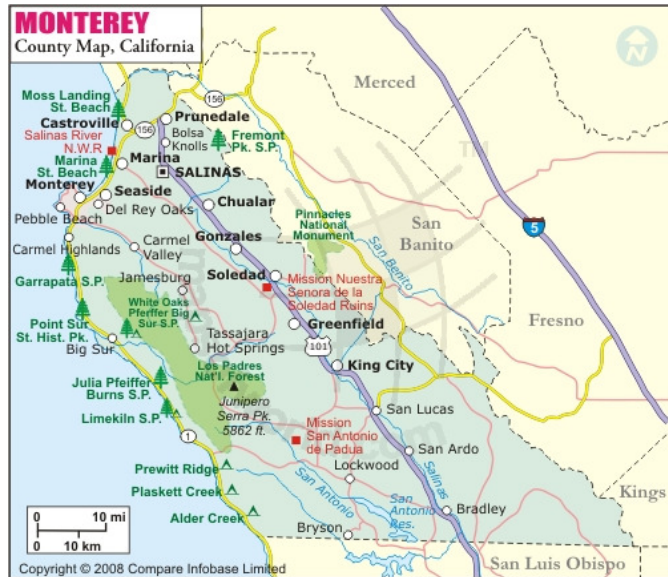 MONTEREY
County Map, California
N
Merced
156
Moss Landing
St. Beach
Prunedale
Castroville
156
Bolsa
Knolls
Fremont
Pk. S.P.
Salinas River
N.W.R
TM
Marina
Marina
St. Beach
SALINAS
Monterey
Seaside
Chualar
Del Rey Oaks
Pebble Beach
Pinnacles
National
Monument
San
Banito
5
Carmel Highlands
Carmel
Valley
Gonzales
San Benito
Garrapata S.P.
Jamesburg
Soledad
Mission Nuestra
Senora de la
Soledad Ruins
White Oaks
Pferffer Big
Sur S.P.
Point Sur
St. Hist. Pk.
Greenfield
Fresno
Big Sur
Tassajara
Hot Springs
101
Los Padres
Nat'l. Forest
King City
Julia Pfeiffer
Burns S.P.
Junipero
Serra Pk.
5862 ft.
San Lucas
Limekiln S.P.
1
Mission
San Antonio
de Padua
San Ardo
Prewitt Ridge
Lockwood
Salinas
Plaskett Creek
San Antonio
San
Antonio
Res.
Kings
Alder Creek
Bradley
Bryson
0 10 mi
0 10 km
San Luis Obispo
Copyright © 2008 Compare Infobase Limited